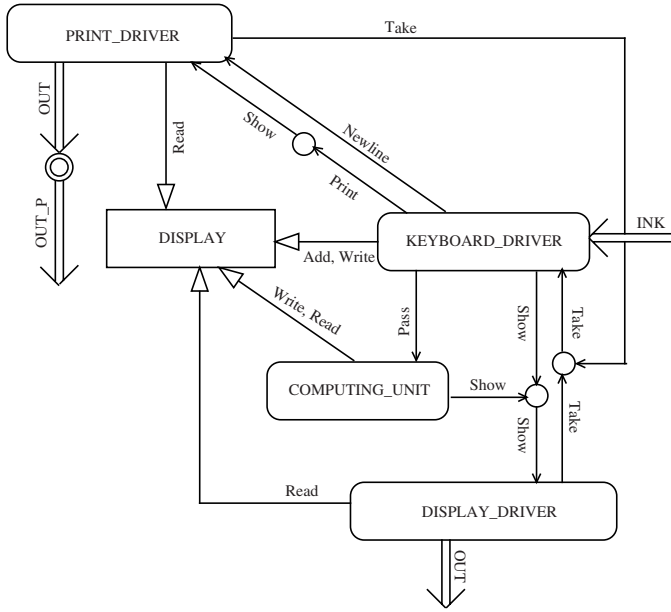 PRINT_DRIVER
Take
OUT
Read
Show
Newline
Print
OUT_P
DISPLAY
Add, Write
KEYBOARD_DRIVER
INK
Write, Read
Pass
Show
Take
COMPUTING_UNIT
Show
Show
Take
Read
DISPLAY_DRIVER
OUT